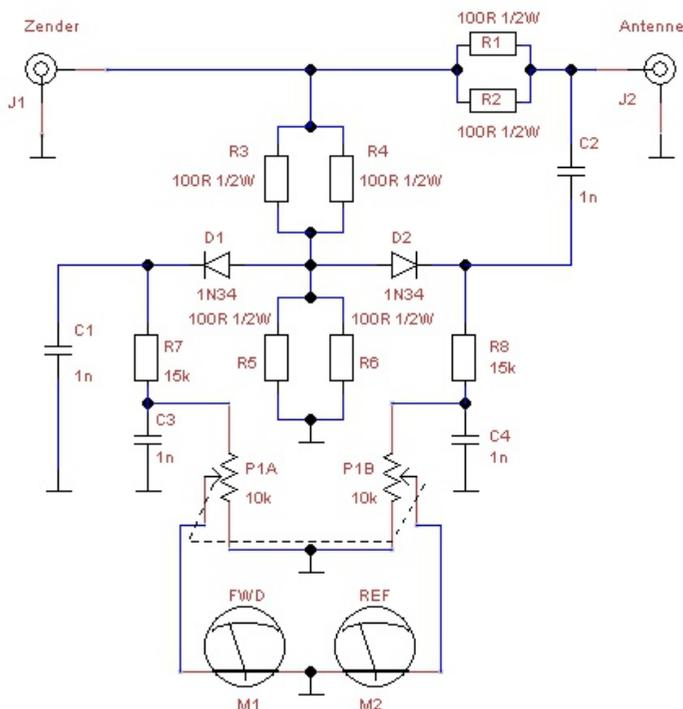 Zender
100R 1/2W
Antenne
R1
J1
R2
J2
100R 1/2W
C2
R3
R4
100R 1/2W
100R 1/2W
1n
D1
D2
1N34
1N34
100R 1/2W
100R 1/2W
C1
R7
R5
R6
R8
1n
15k
15k
C3
C4
1n
P1A
P1B
1n
10k
10k
FWD
REF
M1
M2